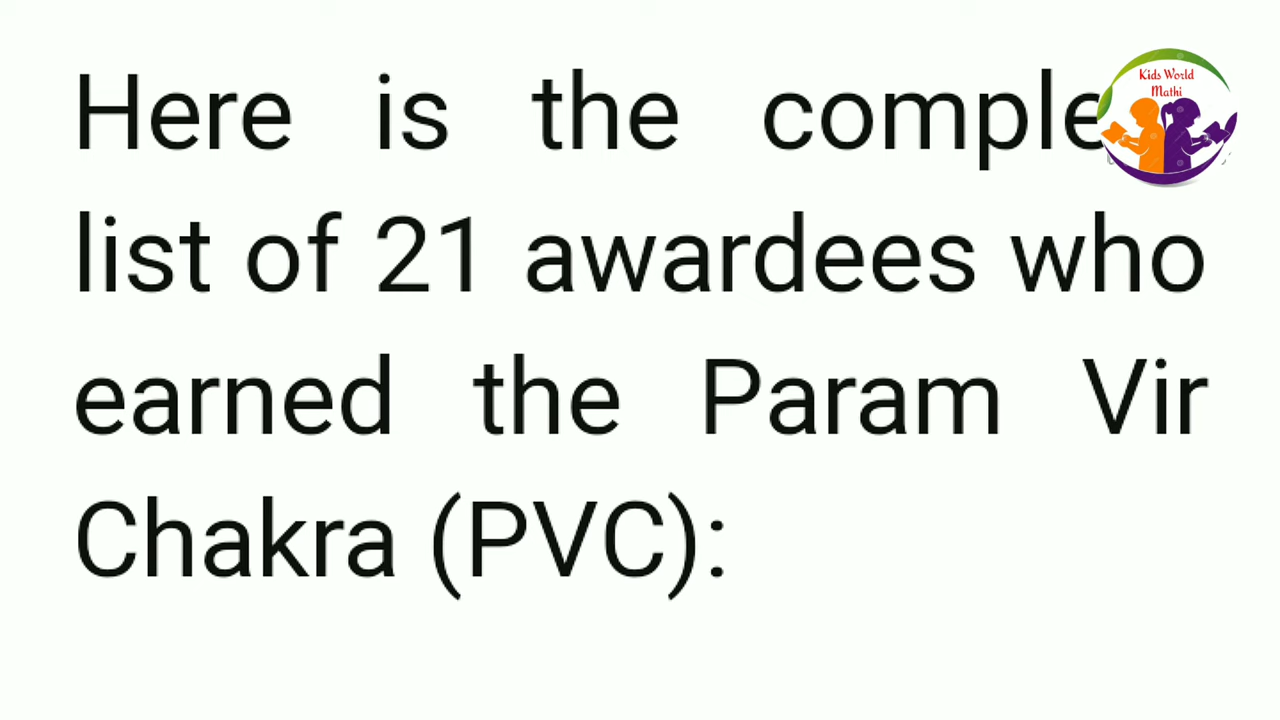 Here is the comple
list of 21 awardees who
earned the Param Vir
Chakra (PVC):
Kids World
Mathi